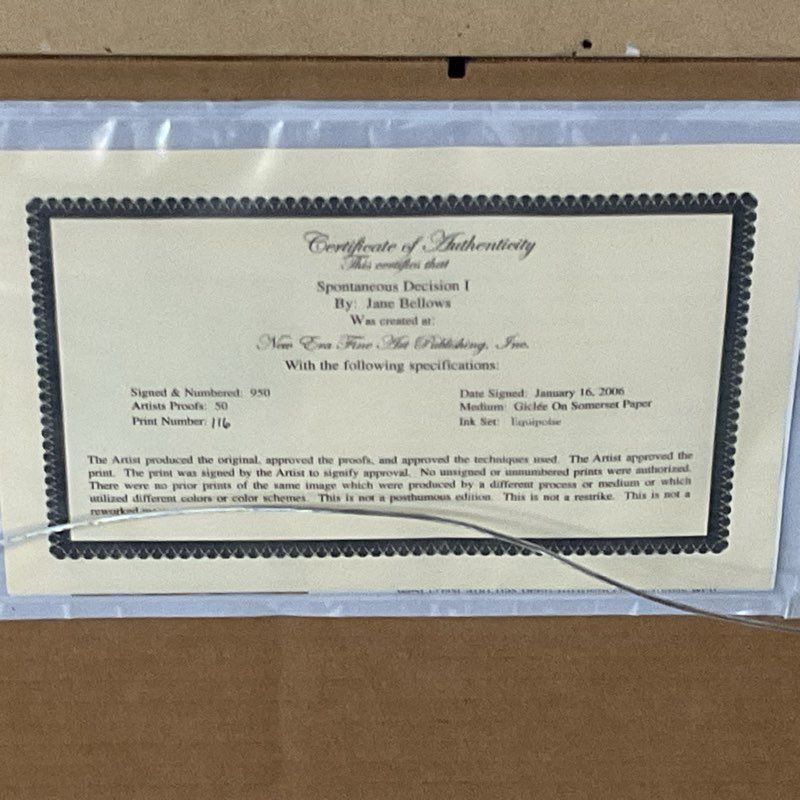 Certificate of Authenticity
This certifies that
Spontaneous Decision I
By: Jane Bellows
Was created at:
New Era Fine Art Publishing, Inc.
With the following specifications:
Signed & Numbered: 950
Date Signed: January 16, 2006
Artists Proofs: 50
Medium: Giclée On Somerset Paper
Print Number: 116
Ink Set: Equipoise
The Artist produced the original, approved the proofs, and approved the techniques used. The Artist approved the
print. The print was signed by the Artist to signify approval. No unsigned or unnumbered prints were authorized.
There were no prior prints of the same image which were produced by a different process or medium or which
utilized different colors or color schemes. This is not a posthumous edition. This is not a restrike. This is not a
reworked